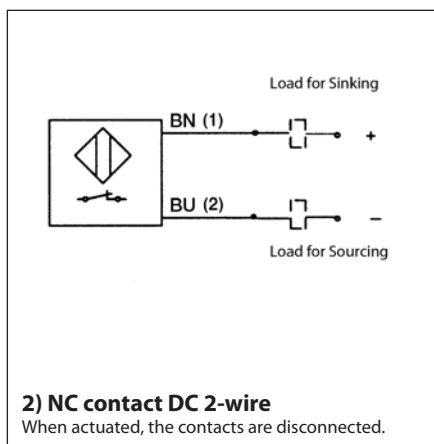 Load for Sinking
BN (1)
+
BU (2)
–
Load for Sourcing
2) NC contact DC 2-wire
When actuated, the contacts are disconnected.